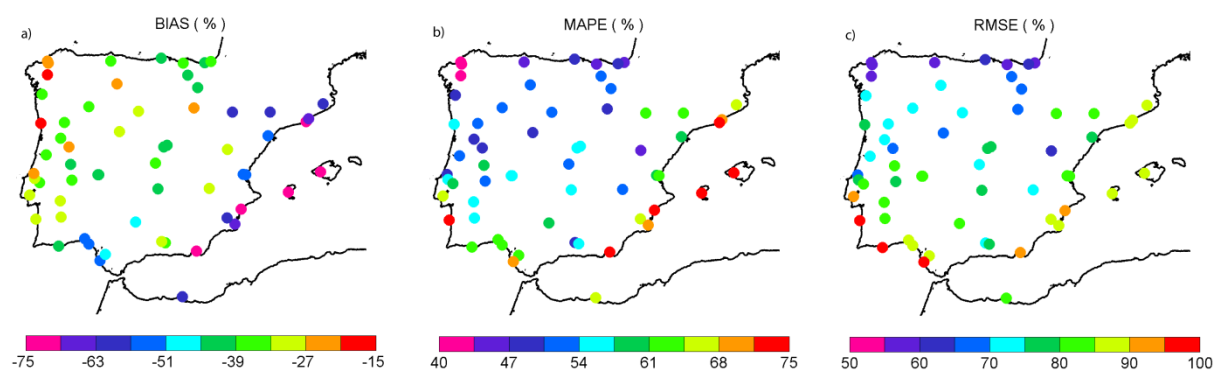 a)
BIAS ( % )
-75 -63 -51 -39 -27 -15
b)
MAPE ( % )
40 47 54 61 68 75
c)
RMSE ( % )
50 60 70 80 90 100